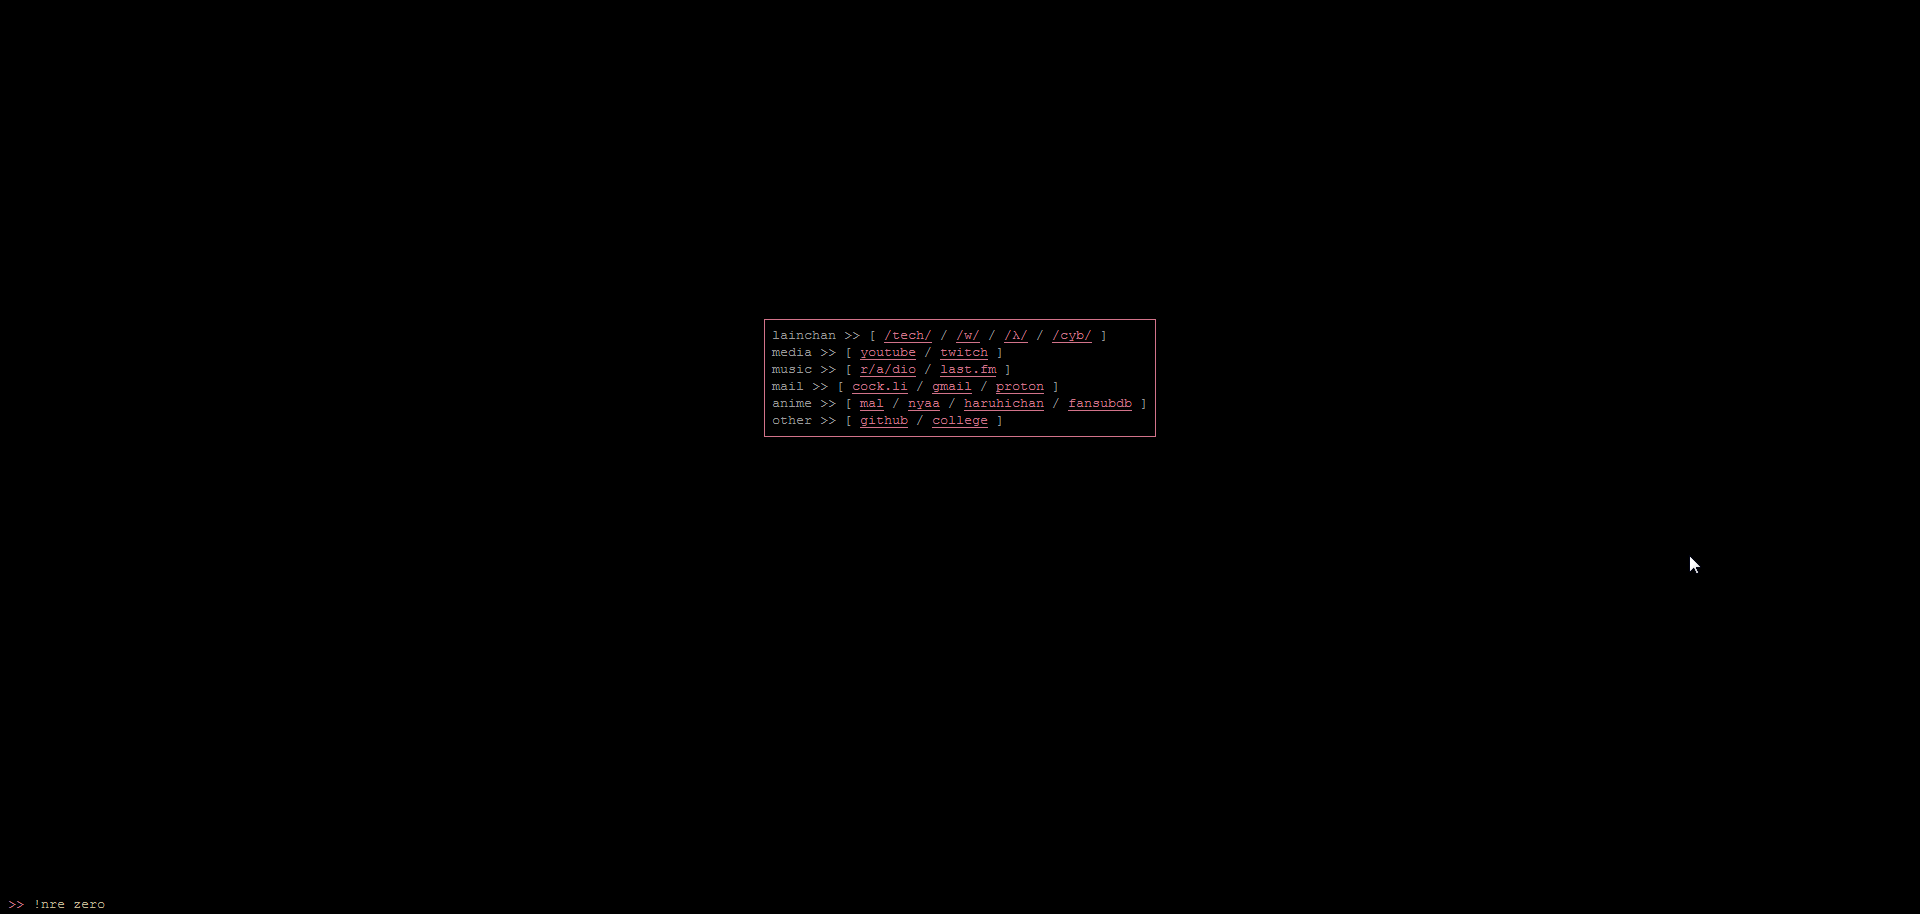 lainchan >> [ /tech/ / /w/ / /λ/ / /cyb/ ]
media >> [ youtube / twitch ]
music >> [ r/a/dio / last.fm ]
mail >> [ cock.li / gmail / proton ]
anime >> [ mal / nyaa / haruhichan / fansubdb ]
other >> [ github / college ]
>> !nre zero